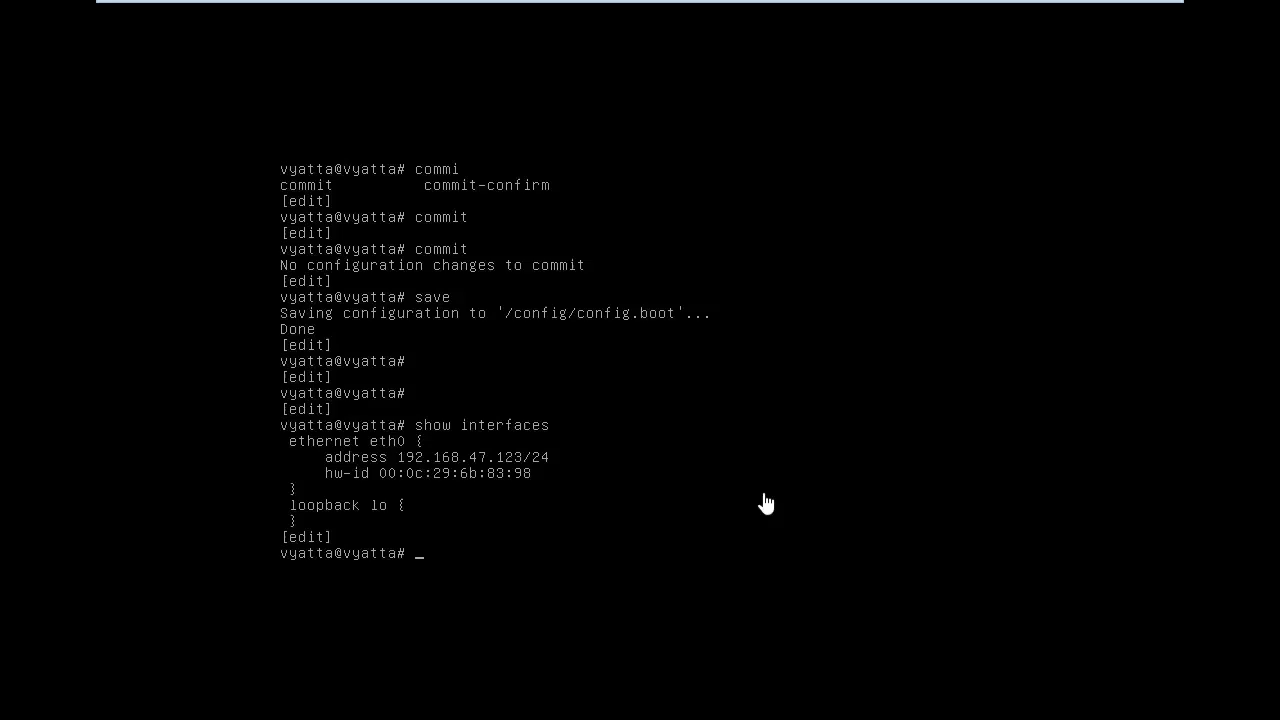 vyatta@vyatta# commi
commit          commit-confirm
[edit]
vyatta@vyatta# commit
[edit]
vyatta@vyatta# commit
No configuration changes to commit
[edit]
vyatta@vyatta# save
Saving configuration to '/config/config.boot'...
Done
[edit]
vyatta@vyatta#
[edit]
vyatta@vyatta#
[edit]
vyatta@vyatta# show interfaces
 ethernet eth0 {
     address 192.168.47.123/24
     hw-id 00:0c:29:6b:83:98
 }
 loopback lo {
 }
[edit]
vyatta@vyatta# _